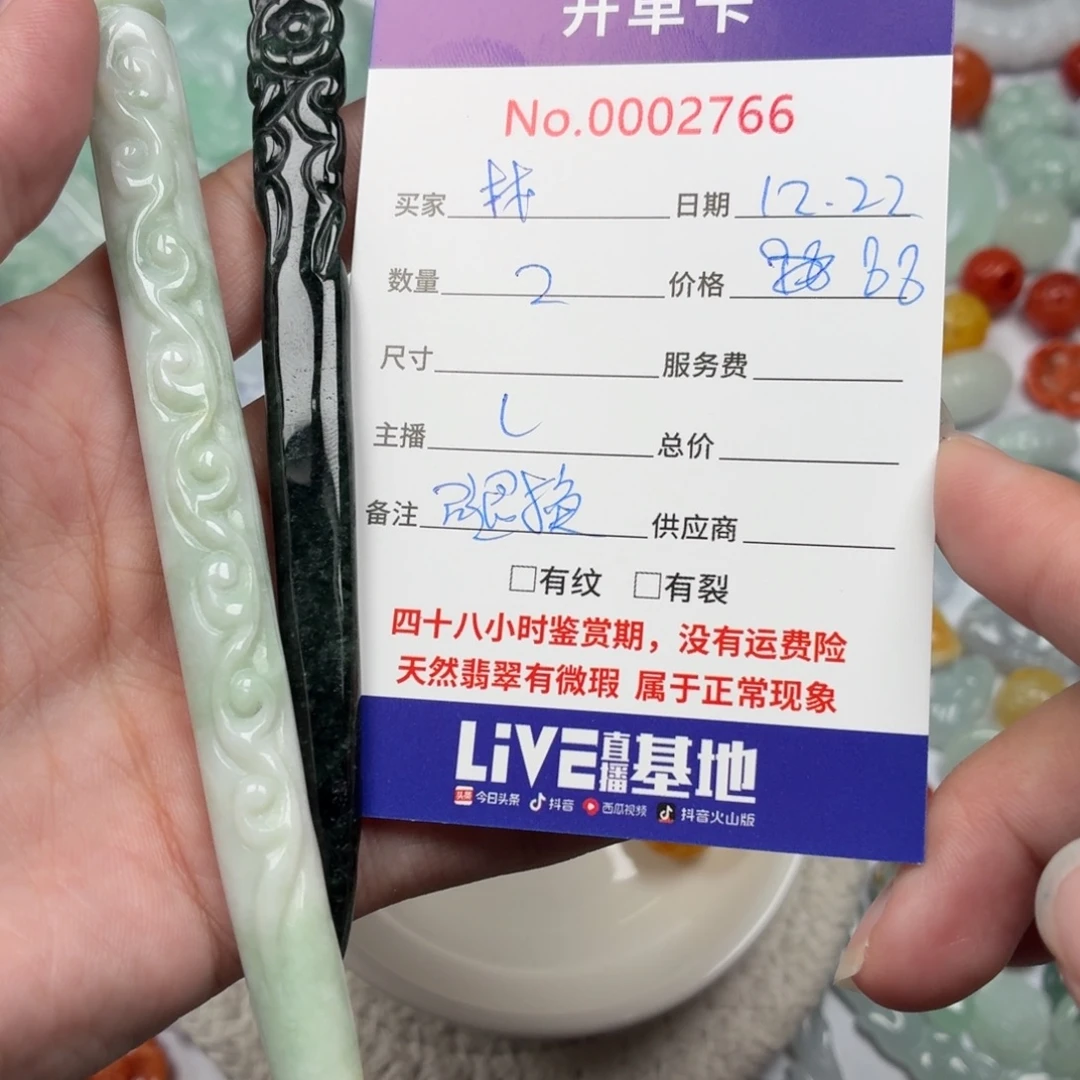 开单卡
No.0002766
买家 日期 12.22
数量 2 价格 88
尺寸 服务费
主播 L 总价
备注 退换 供应商
□有纹 □有裂
四十八小时鉴赏期，没有运费险
天然翡翠有微瑕 属于正常现象
LiVE直播基地
头条 今日头条 抖音 西瓜视频 抖音火山版